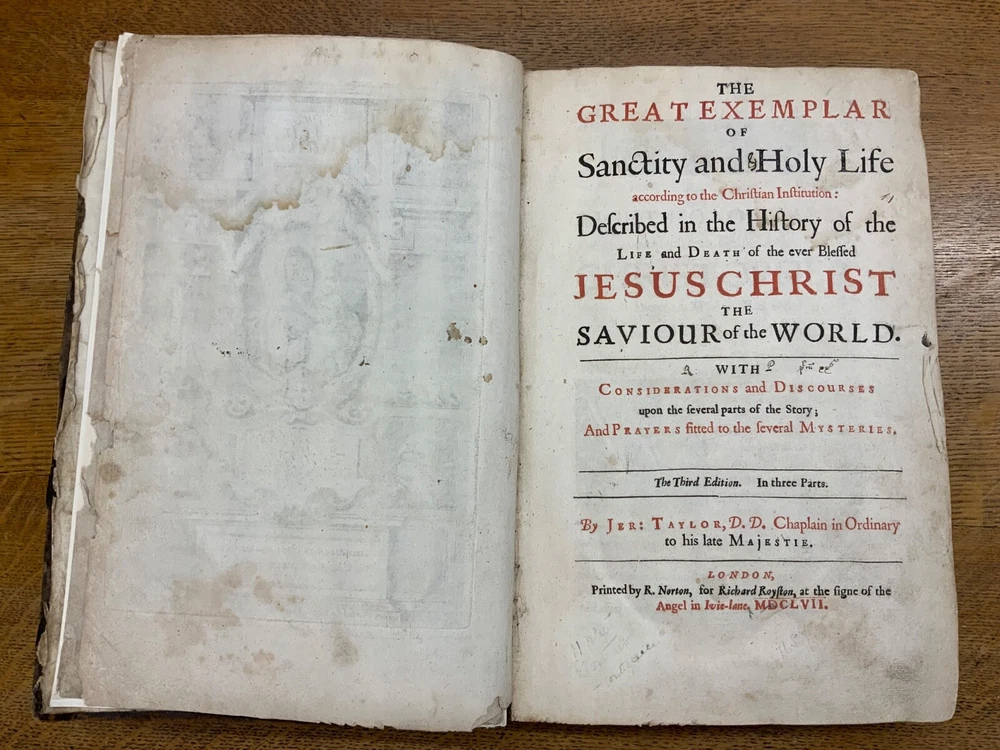 THE
GREAT EXEMPLAR
OF
Sanctity and Holy Life
according to the Chriſtian Inſtitution:
Deſcribed in the Hiſtory of the
LIFE and DEATH of the ever Bleſſed
JESUS CHRIST
THE
SAVIOUR of the WORLD.
WITH
CONSIDERATIONS and DISCOURSES
upon the ſeveral parts of the Story;
And PRAYERS fitted to the ſeveral MYSTERIES.
The Third Edition. In three Parts.
By JER: TAYLOR, D. D. Chaplain in Ordinary
to his late MAJESTIE.
LONDON,
Printed by R. Norton, for Richard Royſton, at the ſigne of the
Angel in Ivie-lane. MDCLVII.